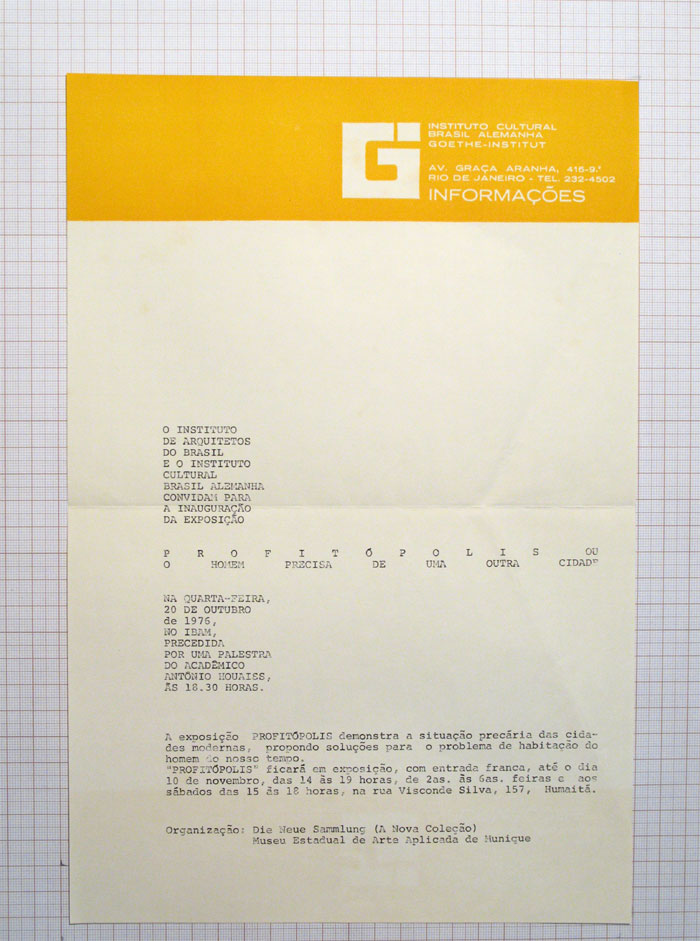 GI
INSTITUTO CULTURAL
BRASIL ALEMANHA
GOETHE-INSTITUT
AV. GRAÇA ARANHA, 416-9.º
RIO DE JANEIRO - TEL. 232-4502
INFORMAÇÕES
O INSTITUTO
DE ARQUITETOS
DO BRASIL
E O INSTITUTO
CULTURAL
BRASIL ALEMANHA
CONVIDAM PARA
A INAUGURAÇÃO
DA EXPOSIÇÃO
P R O F I T Ó P O L I S OU
O HOMEM PRECISA DE UMA OUTRA CIDADE
NA QUARTA-FEIRA,
20 DE OUTUBRO
de 1976,
NO IBAM,
PRECEDIDA
POR UMA PALESTRA
DO ACADÊMICO
ANTÔNIO HOUAISS,
ÀS 18.30 HORAS.
A exposição PROFITÓPOLIS demonstra a situação precária das cida-
des modernas, propondo soluções para o problema de habitação do
homem do nosso tempo.
"PROFITÓPOLIS" ficará em exposição, com entrada franca, até o dia
10 de novembro, das 14 às 19 horas, de 2as. às 6as. feiras e aos
sábados das 15 às 18 horas, na rua Visconde Silva, 157, Humaitá.
Organização: Die Neue Sammlung (A Nova Coleção)
Museu Estadual de Arte Aplicada de Munique